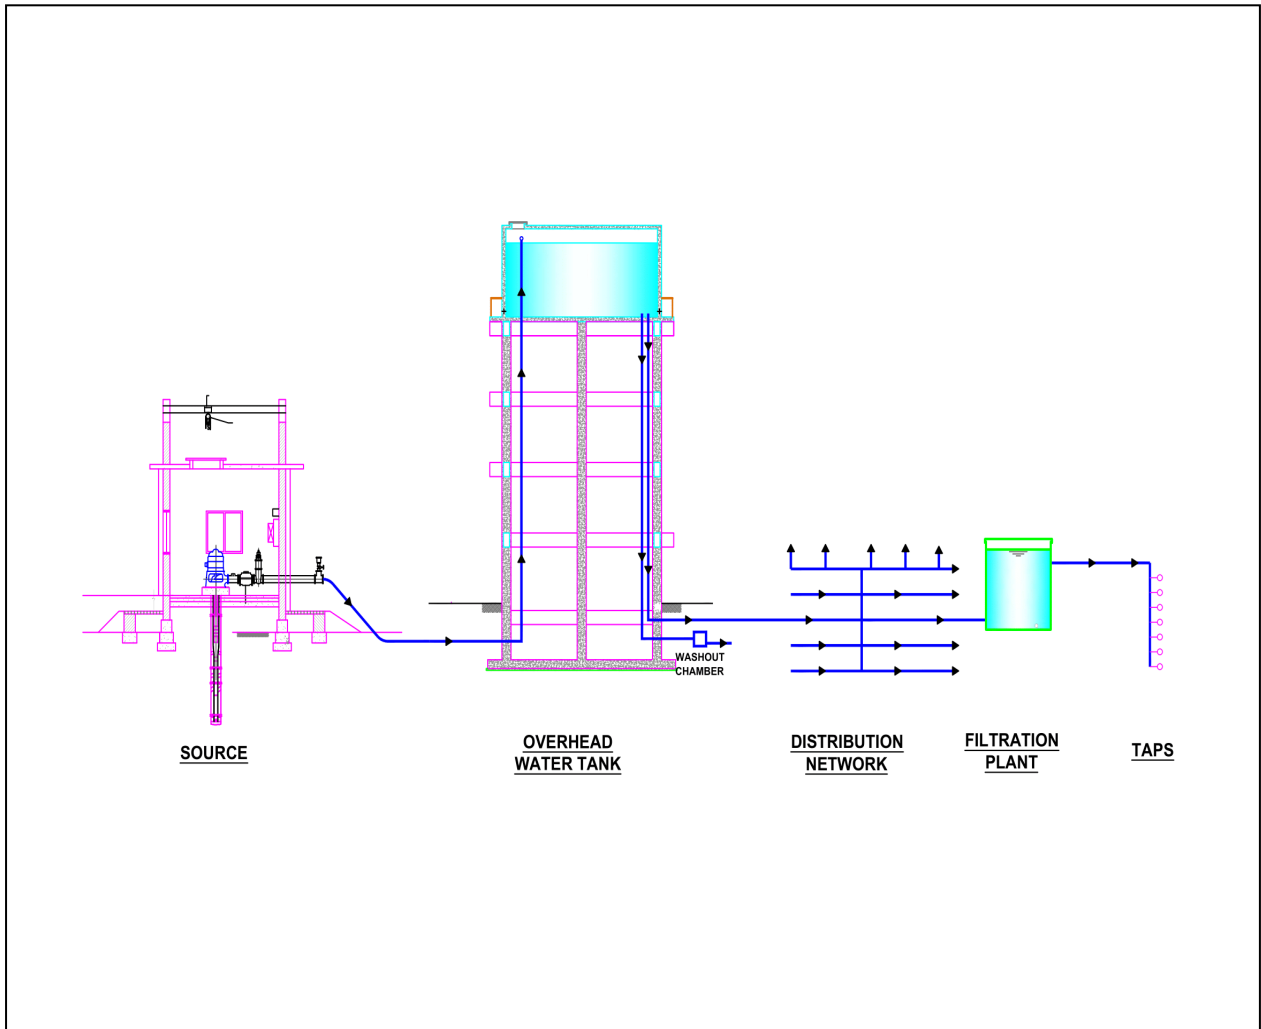 WASHOUT
CHAMBER
SOURCE
OVERHEAD
WATER TANK
DISTRIBUTION
NETWORK
FILTRATION
PLANT
TAPS